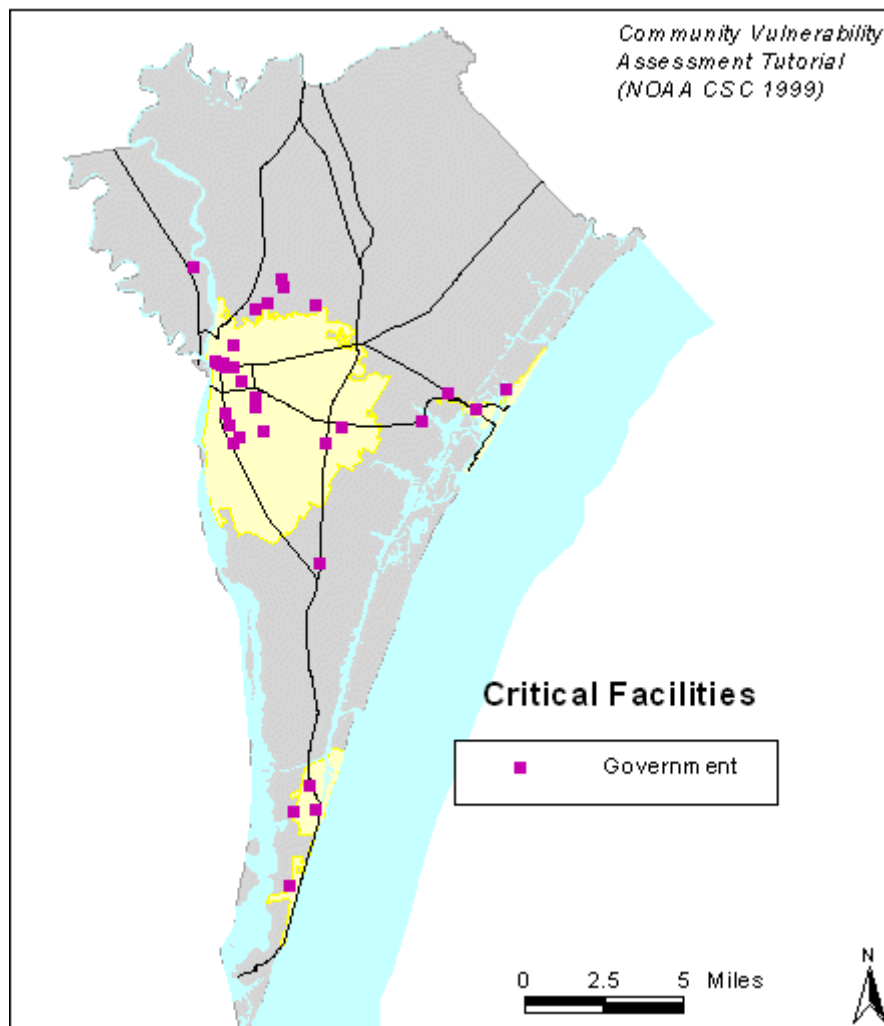 Community Vulnerability
Assessment Tutorial
(NOAA CSC 1999)
Critical Facilities
Government
0 2.5 5 Miles
N